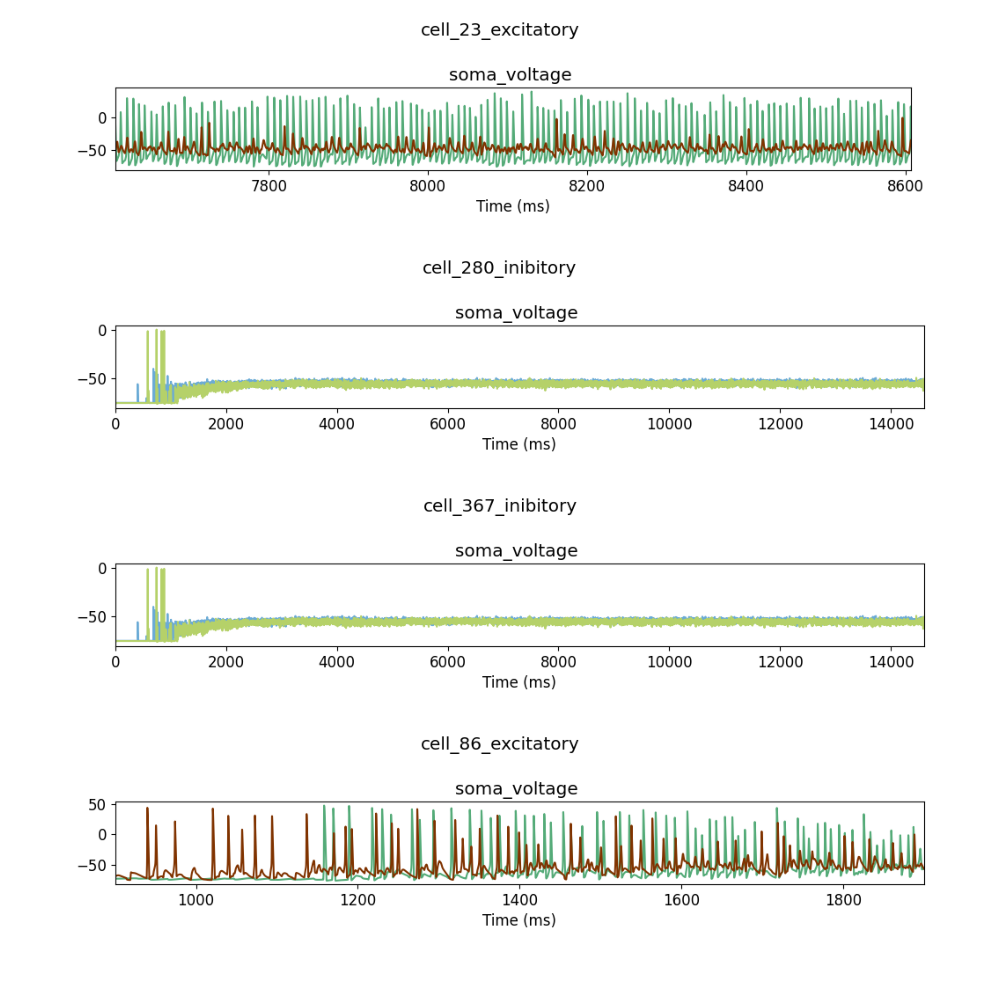 cell_23_excitatory
soma_voltage
0
−50
7800 8000 8200 8400 8600
Time (ms)
cell_280_inibitory
soma_voltage
0
−50
0 2000 4000 6000 8000 10000 12000 14000
Time (ms)
cell_367_inibitory
soma_voltage
0
−50
0 2000 4000 6000 8000 10000 12000 14000
Time (ms)
cell_86_excitatory
soma_voltage
50
0
−50
1000 1200 1400 1600 1800
Time (ms)